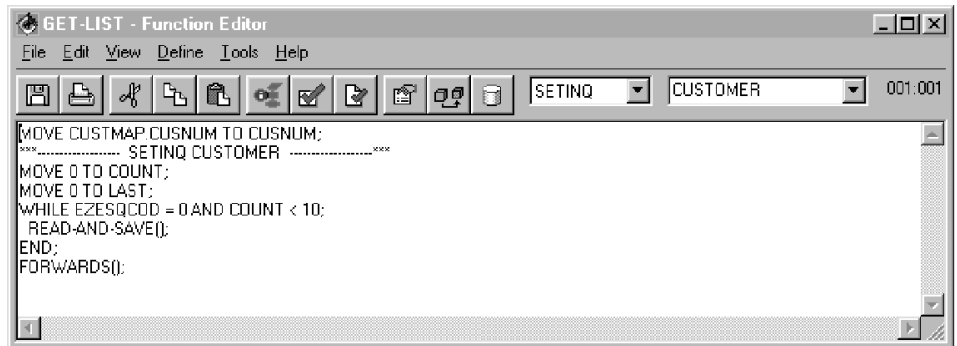 GET-LIST - Function Editor
File Edit View Define Tools Help
SETINQ CUSTOMER 001:001
MOVE CUSTMAP.CUSNUM TO CUSNUM;
***------------------- SETINQ CUSTOMER -------------------***
MOVE 0 TO COUNT;
MOVE 0 TO LAST;
WHILE EZESQCOD = 0 AND COUNT < 10;
READ-AND-SAVE();
END;
FORWARDS();